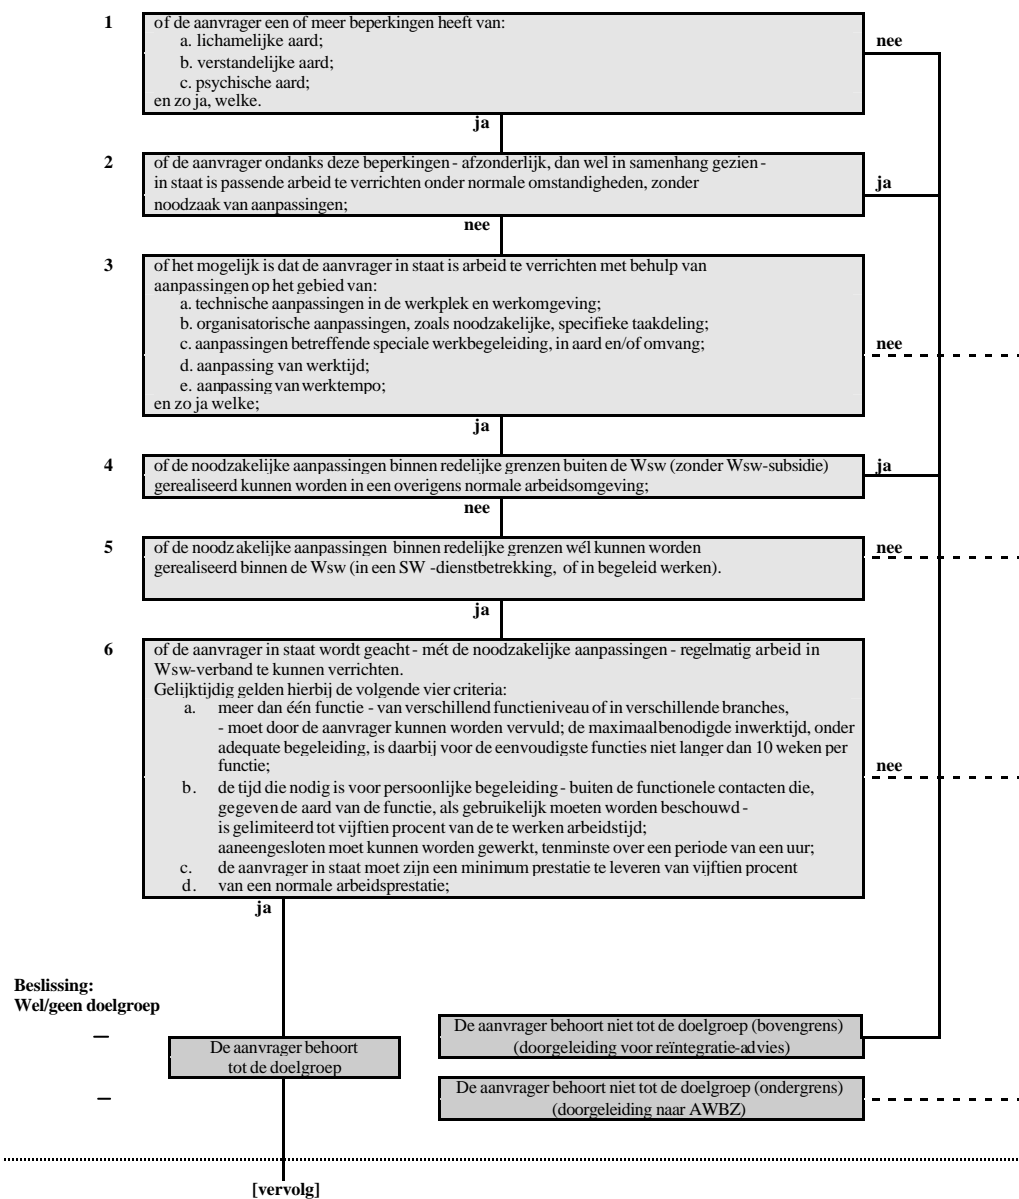 1 of de aanvrager een of meer beperkingen heeft van:
a. lichamelijke aard;
nee
b. verstandelijke aard;
c. psychische aard;
en zo ja, welke.
ja
2 of de aanvrager ondanks deze beperkingen - afzonderlijk, dan wel in samenhang gezien -
in staat is passende arbeid te verrichten onder normale omstandigheden, zonder
ja
noodzaak van aanpassingen;
nee
3 of het mogelijk is dat de aanvrager in staat is arbeid te verrichten met behulp van
aanpassingen op het gebied van:
a. technische aanpassingen in de werkplek en werkomgeving;
b. organisatorische aanpassingen, zoals noodzakelijke, specifieke taakdeling;
c. aanpassingen betreffende speciale werkbegeleiding, in aard en/of omvang;
nee
d. aanpassing van werktijd;
e. aanpassing van werktempo;
en zo ja welke;
ja
4 of de noodzakelijke aanpassingen binnen redelijke grenzen buiten de Wsw (zonder Wsw-subsidie)
ja
gerealiseerd kunnen worden in een overigens normale arbeidsomgeving;
nee
5 of de noodzakelijke aanpassingen binnen redelijke grenzen wél kunnen worden
nee
gerealiseerd binnen de Wsw (in een SW -dienstbetrekking, of in begeleid werken).
ja
6 of de aanvrager in staat wordt geacht - mét de noodzakelijke aanpassingen - regelmatig arbeid in
Wsw-verband te kunnen verrichten.
Gelijktijdig gelden hierbij de volgende vier criteria:
a. meer dan één functie - van verschillend functieniveau of in verschillende branches,
- moet door de aanvrager kunnen worden vervuld; de maximaalbenodigde inwerktijd, onder
adequate begeleiding, is daarbij voor de eenvoudigste functies niet langer dan 10 weken per
functie;
nee
b. de tijd die nodig is voor persoonlijke begeleiding - buiten de functionele contacten die,
gegeven de aard van de functie, als gebruikelijk moeten worden beschouwd -
is gelimiteerd tot vijftien procent van de te werken arbeidstijd;
aaneengesloten moet kunnen worden gewerkt, tenminste over een periode van een uur;
c. de aanvrager in staat moet zijn een minimum prestatie te leveren van vijftien procent
d. van een normale arbeidsprestatie;
ja
Beslissing:
Wel/geen doelgroep
–
De aanvrager behoort
tot de doelgroep
De aanvrager behoort niet tot de doelgroep (bovengrens)
(doorgeleiding voor reïntegratie-advies)
–
De aanvrager behoort niet tot de doelgroep (ondergrens)
(doorgeleiding naar AWBZ)
[vervolg]